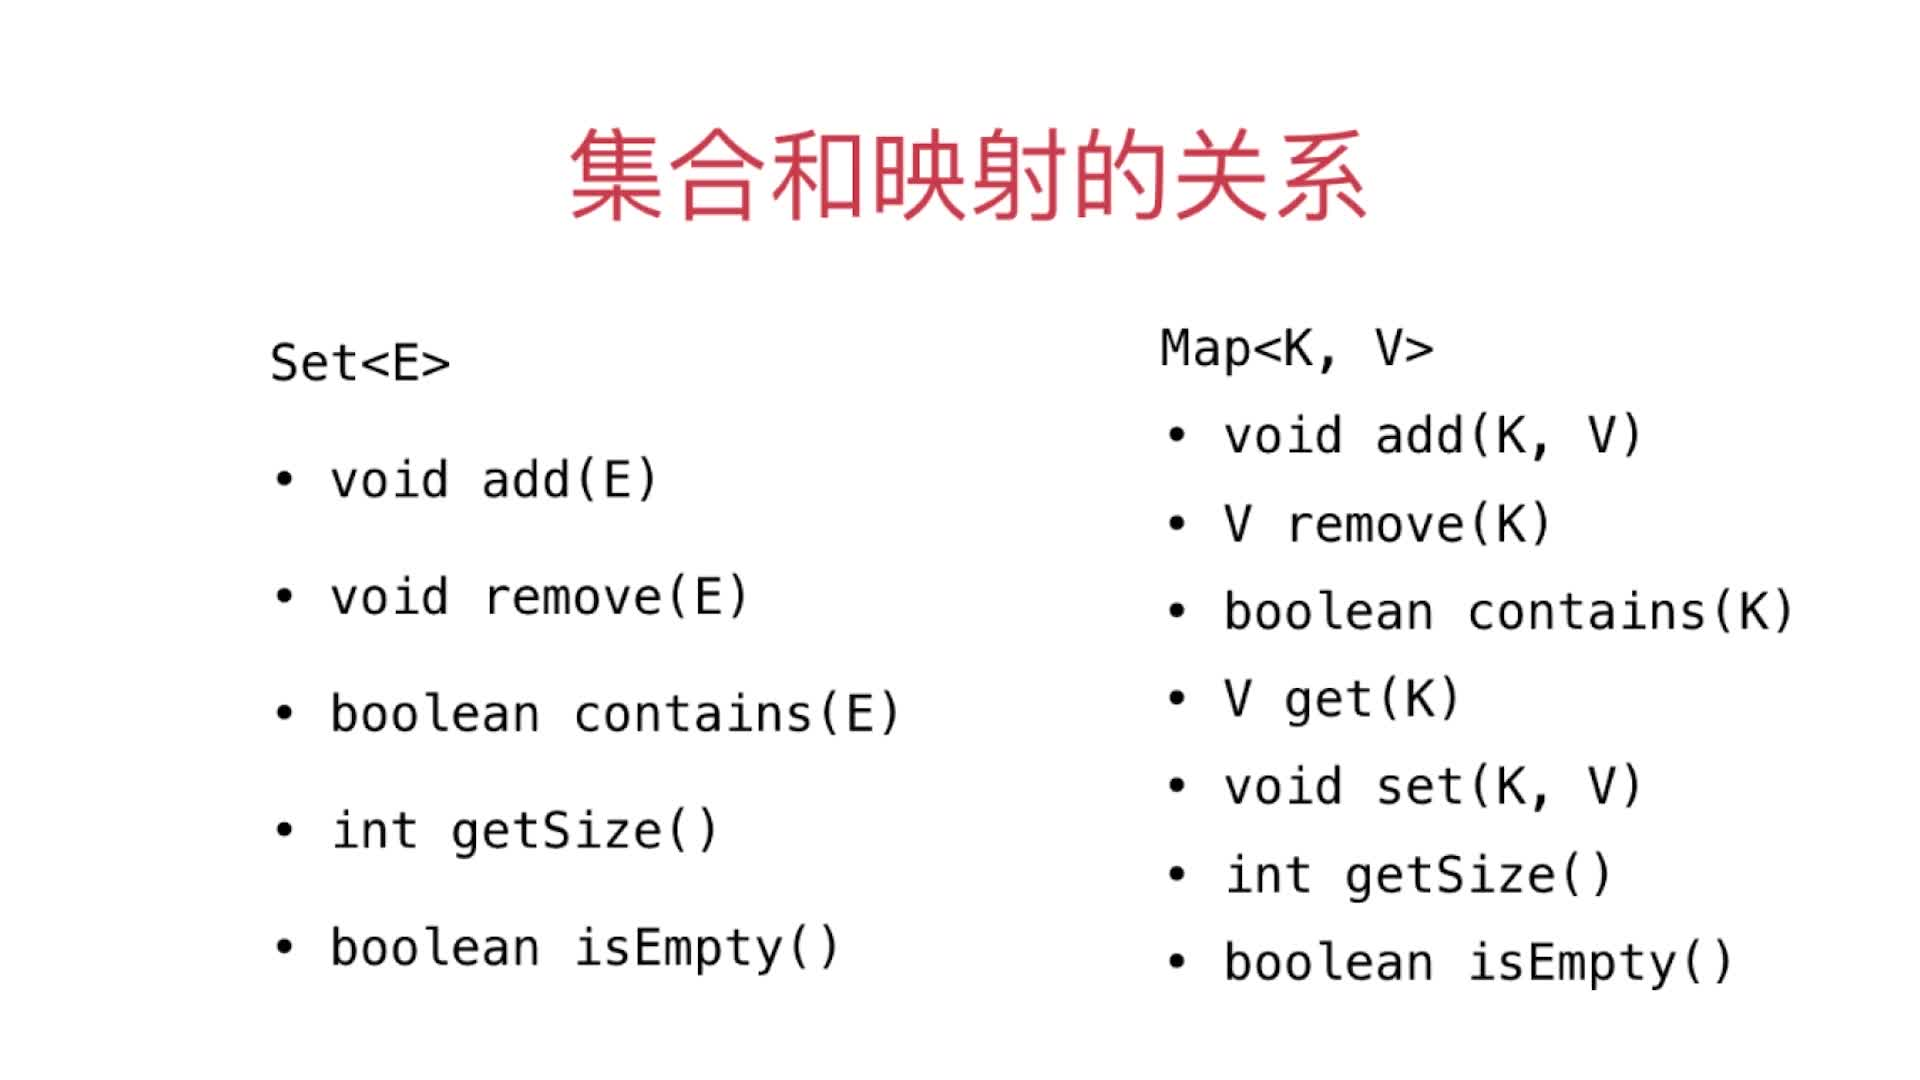 集合和映射的关系
Set<E>
• void add(E)
• void remove(E)
• boolean contains(E)
• int getSize()
• boolean isEmpty()
Map<K, V>
• void add(K, V)
• V remove(K)
• boolean contains(K)
• V get(K)
• void set(K, V)
• int getSize()
• boolean isEmpty()